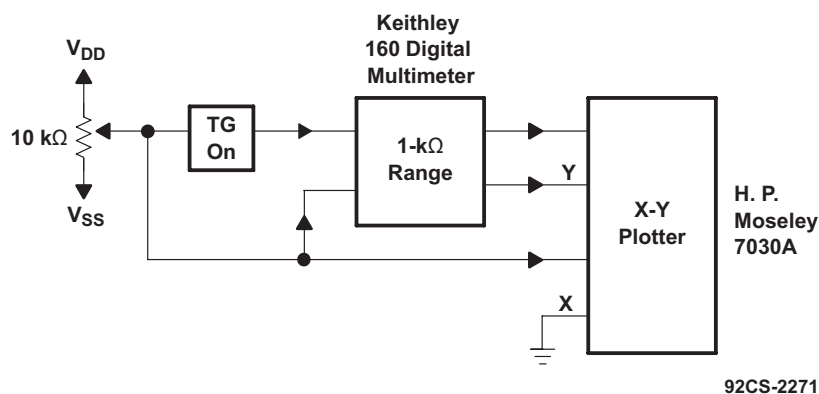 Keithley
160 Digital
Multimeter
V_DD
10 kΩ
V_SS
TG
On
1-kΩ
Range
Y
X
X-Y
Plotter
H. P.
Moseley
7030A
92CS-2271